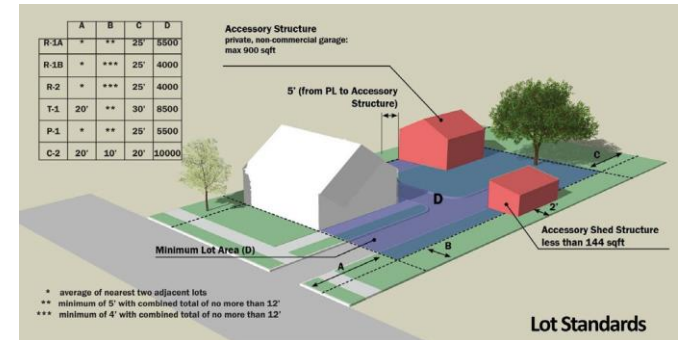 A B C D
R-1A * ** 25' 5500
R-1B * *** 25' 4000
R-2 * *** 25' 4000
T-1 20' ** 30' 8500
P-1 * ** 25' 5500
C-2 20' 10' 20' 10000
Accessory Structure
private, non-commercial garage:
max 900 sqft
5' (from PL to Accessory
Structure)
C
D
2'
Accessory Shed Structure
less than 144 sqft
Minimum Lot Area (D)
B
A
* average of nearest two adjacent lots
** minimum of 5' with combined total of no more than 12'
*** minimum of 4' with combined total of no more than 12'
Lot Standards